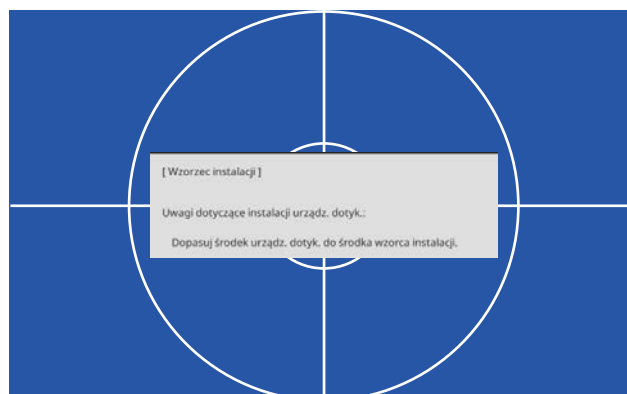 [ Wzorzec instalacji ]
Uwagi dotyczące instalacji urządz. dotyk.:
Dopasuj środek urządz. dotyk. do środka wzorca instalacji.